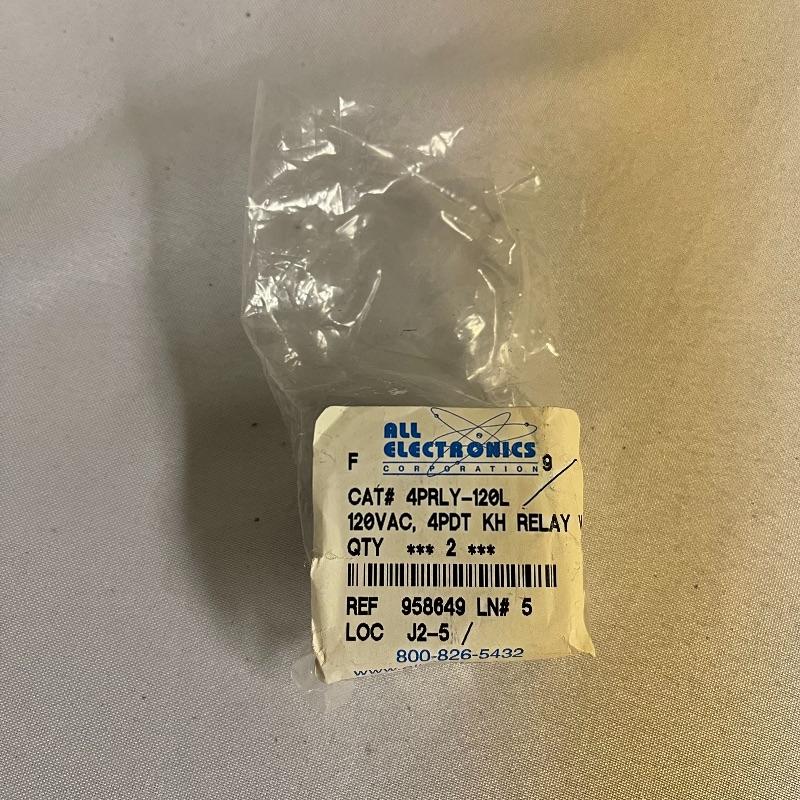 ALL
ELECTRONICS
F 9
CORPORATION
CAT# 4PRLY-120L
120VAC, 4PDT KH RELAY
QTY *** 2 ***
REF 958649 LN# 5
LOC J2-5 /
800-826-5432